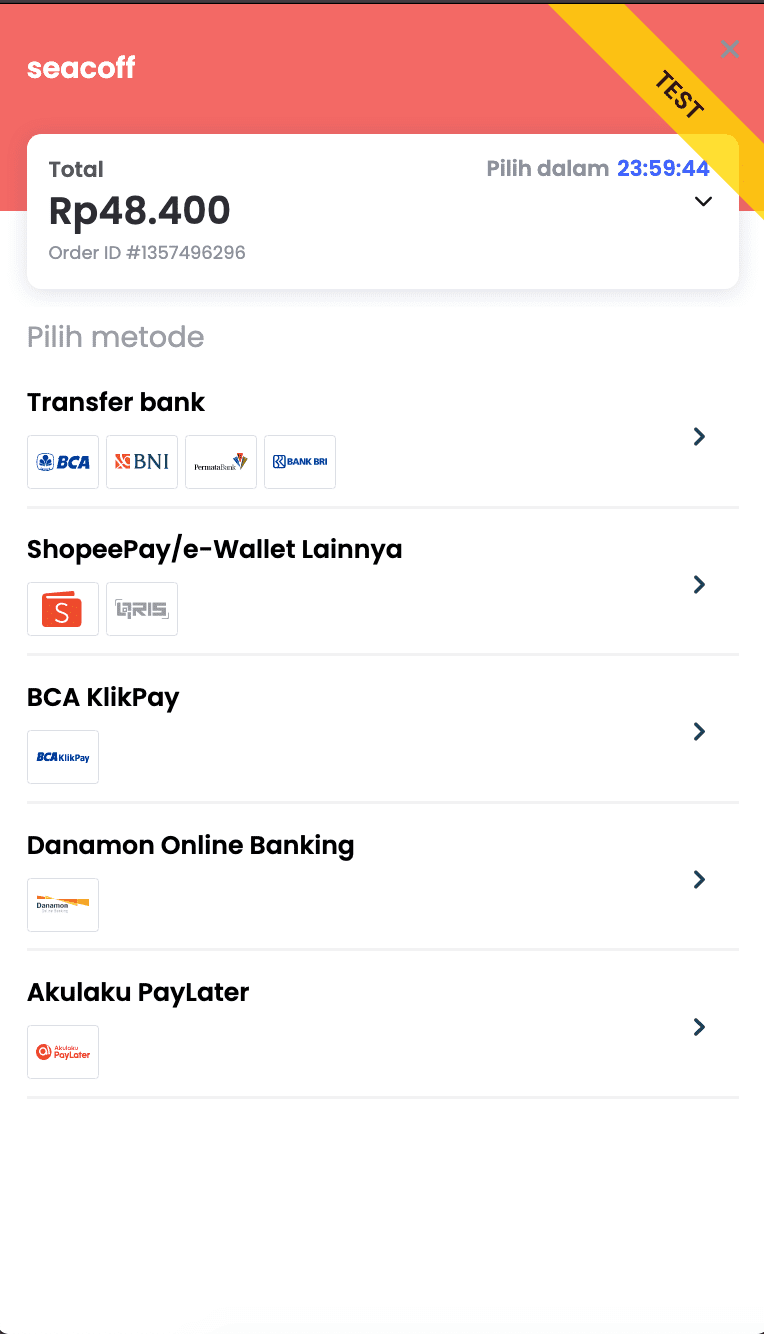 seacoff
TEST
Total
Pilih dalam 23:59:44
Rp48.400
Order ID #1357496296
Pilih metode
Transfer bank
BCA
BNI
PermataBank
BANK BRI
ShopeePay/e-Wallet Lainnya
S
QRIS
BCA KlikPay
BCA KlikPay
Danamon Online Banking
Danamon
Akulaku PayLater
Akulaku
PayLater